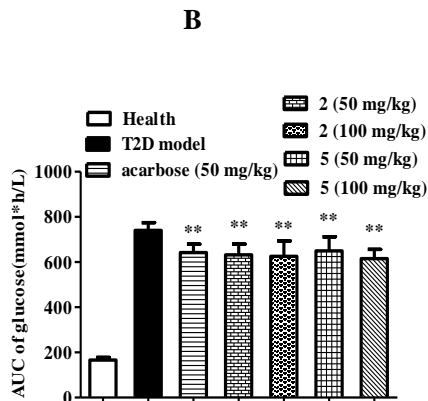 B
Health
T2D model
acarbose (50 mg/kg)
2 (50 mg/kg)
2 (100 mg/kg)
5 (50 mg/kg)
5 (100 mg/kg)
AUC of glucose(mmol*h/L)
1000
800
600
400
200
0
** ** ** ** **